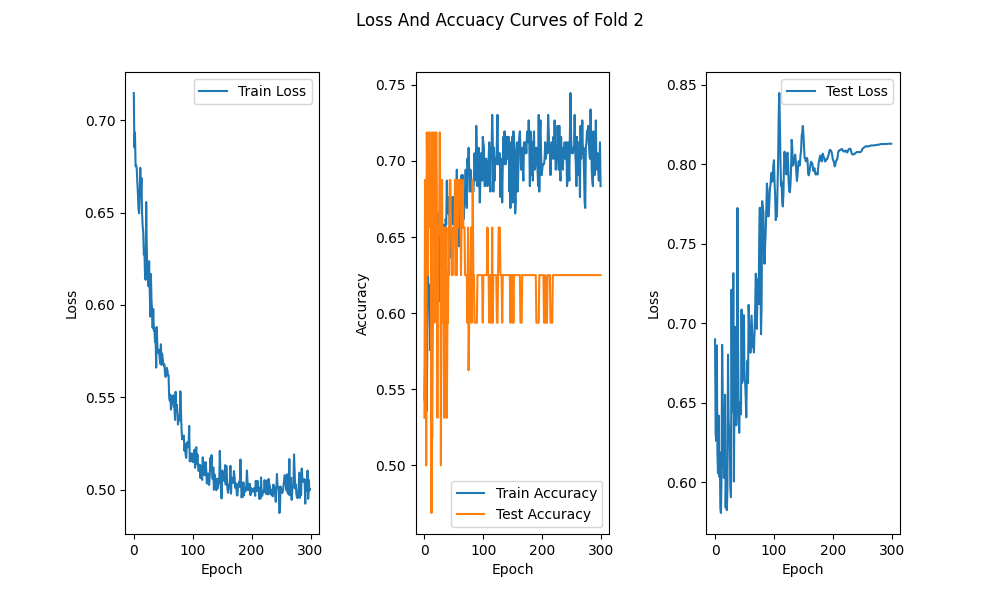 Loss And Accuacy Curves of Fold 2
Train Loss
0.70
0.65
0.60
0.55
0.50
Loss
0 100 200 300
Epoch
0.75
0.70
0.65
0.60
0.55
0.50
Accuracy
Train Accuracy
Test Accuracy
0 100 200 300
Epoch
Test Loss
0.85
0.80
0.75
0.70
0.65
0.60
Loss
0 100 200 300
Epoch